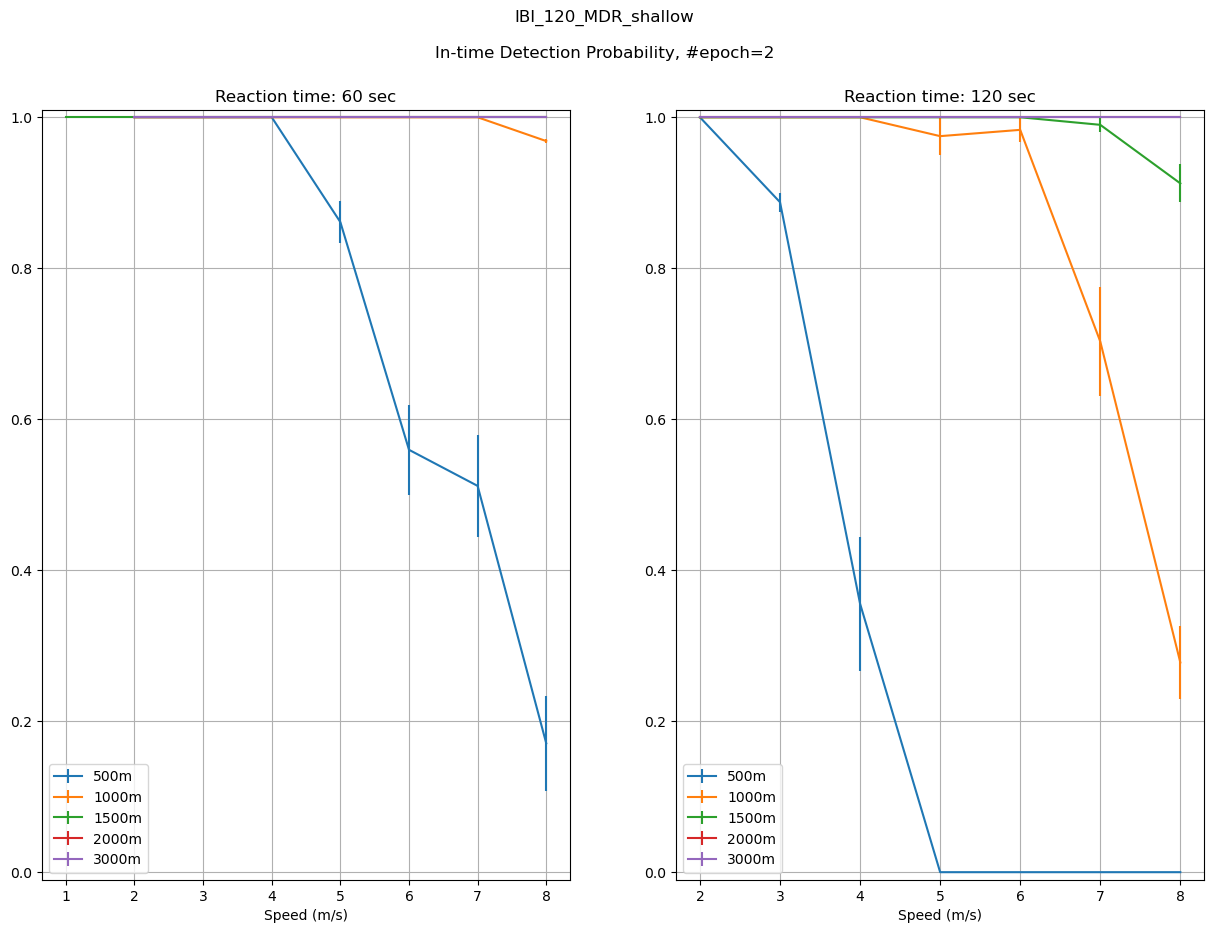 IBI_120_MDR_shallow
In-time Detection Probability, #epoch=2
Reaction time: 60 sec
1.0
0.8
0.6
0.4
0.2
0.0
500m
1000m
1500m
2000m
3000m
1 2 3 4 5 6 7 8
Speed (m/s)
Reaction time: 120 sec
1.0
0.8
0.6
0.4
0.2
0.0
500m
1000m
1500m
2000m
3000m
2 3 4 5 6 7 8
Speed (m/s)